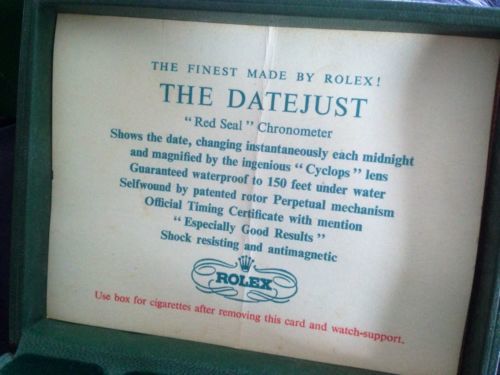 THE FINEST MADE BY ROLEX!
THE DATEJUST
"Red Seal" Chronometer
Shows the date, changing instantaneously each midnight
and magnified by the ingenious "Cyclops" lens
Guaranteed waterproof to 150 feet under water
Selfwound by patented rotor Perpetual mechanism
Official Timing Certificate with mention
"Especially Good Results"
Shock resisting and antimagnetic
ROLEX
Use box for cigarettes after removing this card and watch-support.